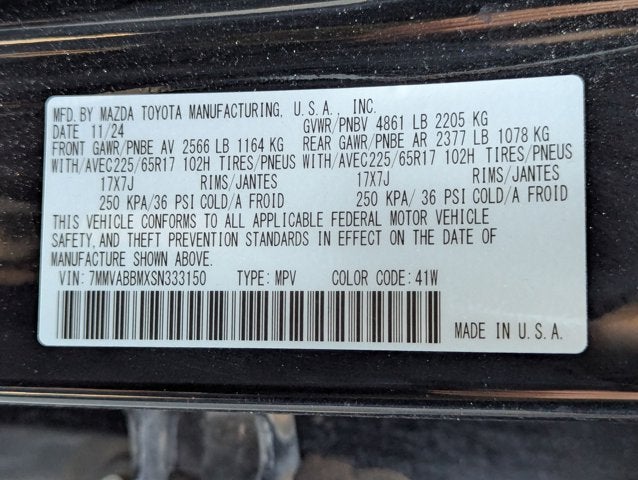 MFD. BY MAZDA TOYOTA MANUFACTURING, U.S.A., INC.
DATE 11/24 GVWR/PNBV 4861 LB 2205 KG
FRONT GAWR/PNBE AV 2566 LB 1164 KG REAR GAWR/PNBE AR 2377 LB 1078 KG
WITH/AVEC225/65R17 102H TIRES/PNEUS WITH/AVEC225/65R17 102H TIRES/PNEUS
17X7J RIMS/JANTES 17X7J RIMS/JANTES
250 KPA/36 PSI COLD/A FROID 250 KPA/ 36 PSI COLD/A FROID
THIS VEHICLE CONFORMS TO ALL APPLICABLE FEDERAL MOTOR VEHICLE
SAFETY, AND THEFT PREVENTION STANDARDS IN EFFECT ON THE DATE OF
MANUFACTURE SHOWN ABOVE.
VIN: 7MMVABBMXSN333150 TYPE: MPV COLOR CODE: 41W
MADE IN U.S.A.